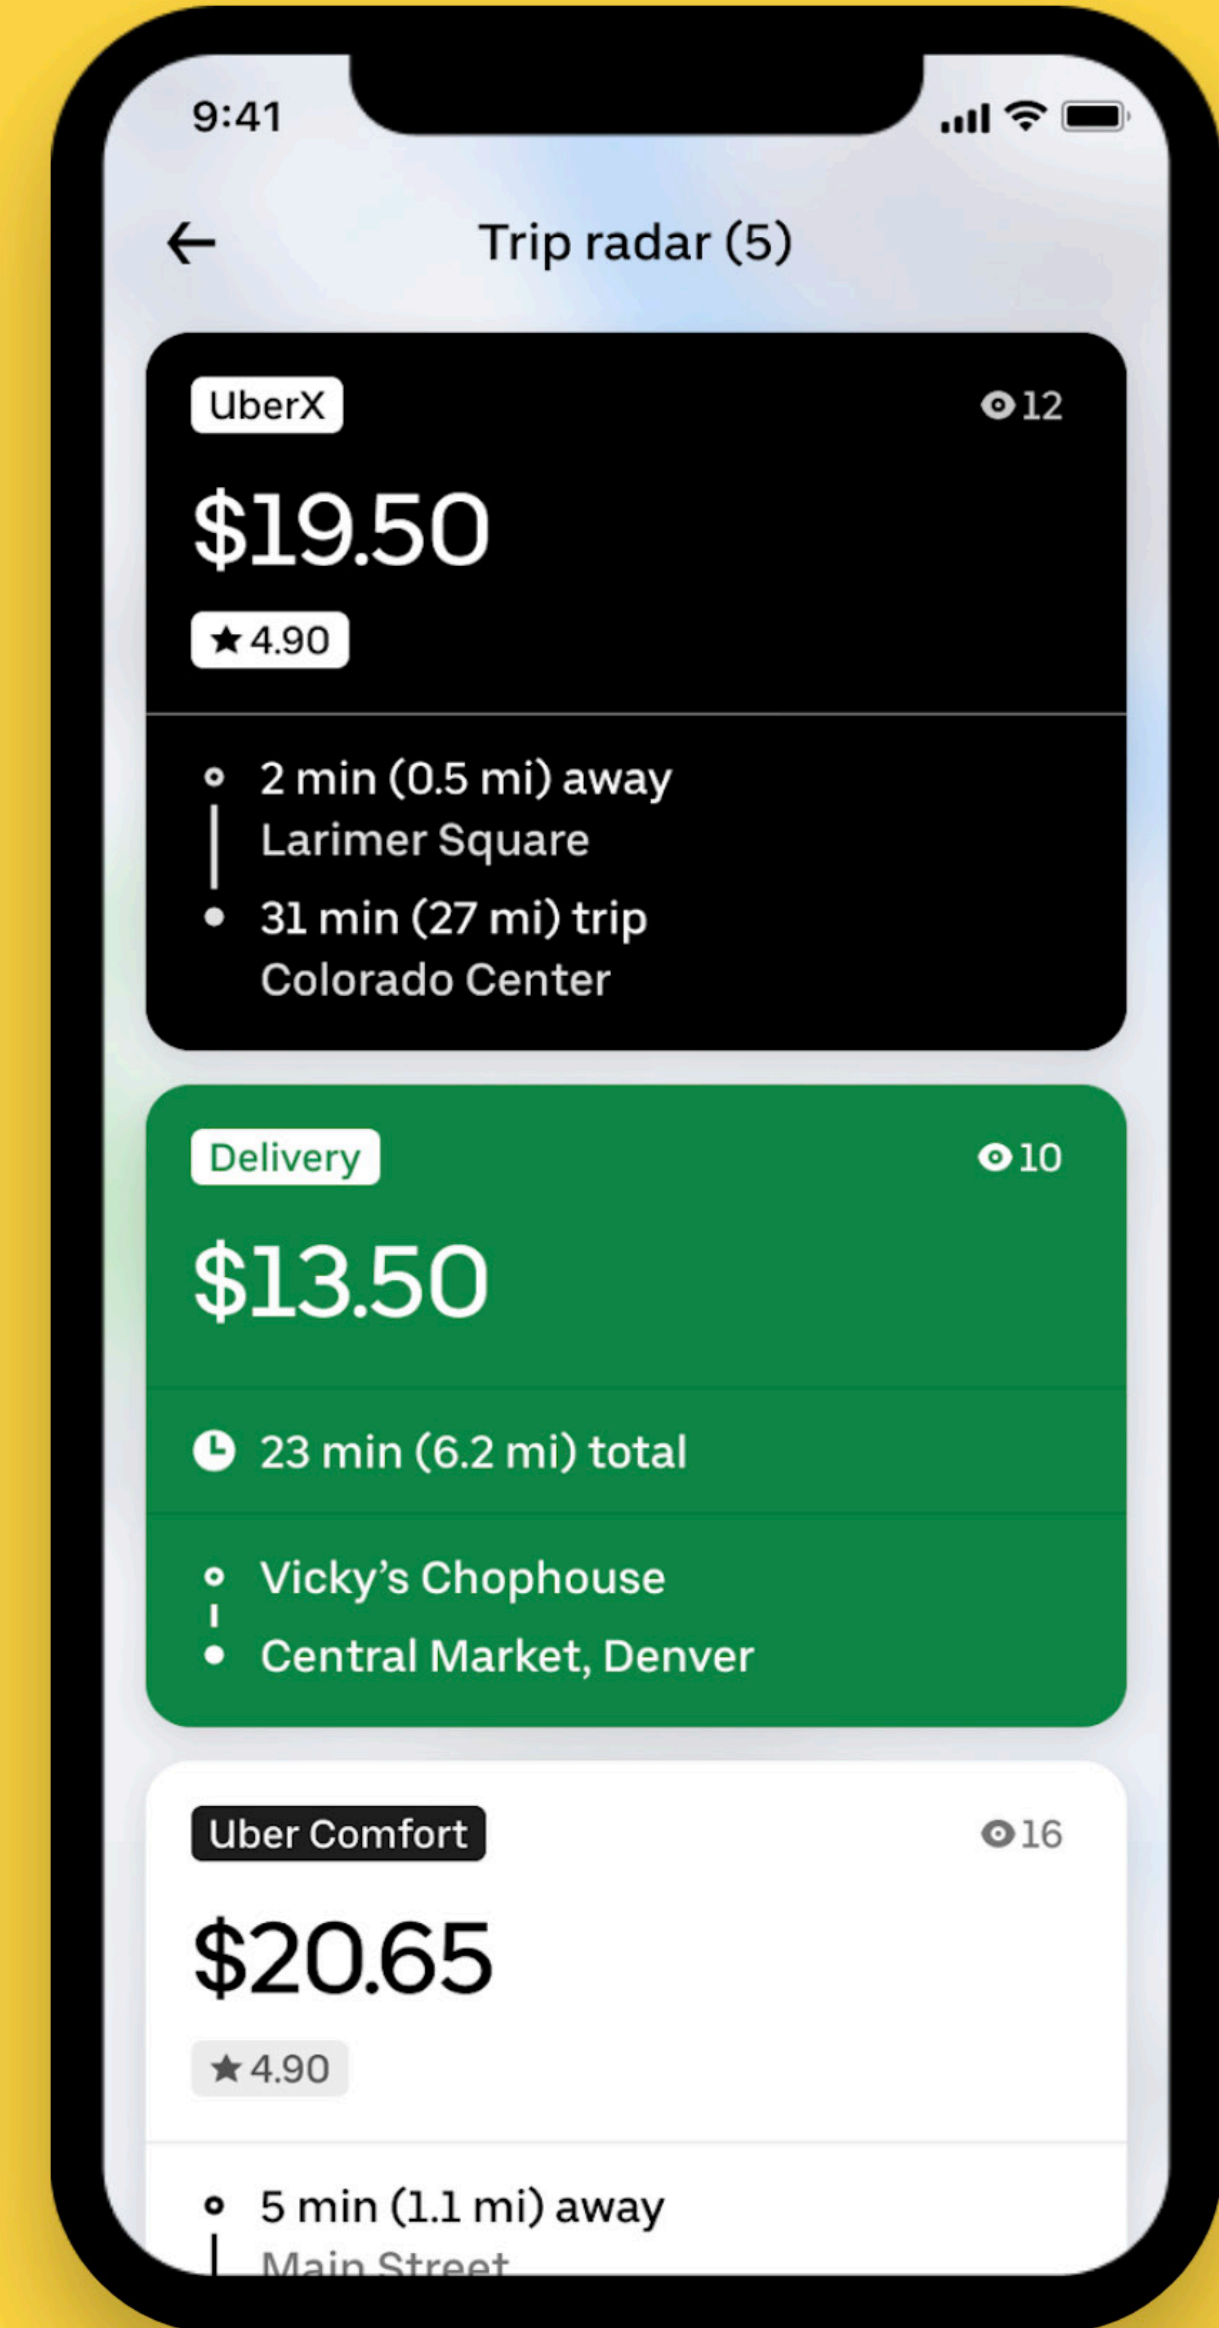 9:41
Trip radar (5)
UberX
12
$19.50
★ 4.90
2 min (0.5 mi) away
Larimer Square
31 min (27 mi) trip
Colorado Center
Delivery
10
$13.50
23 min (6.2 mi) total
Vicky’s Chophouse
Central Market, Denver
Uber Comfort
16
$20.65
★ 4.90
5 min (1.1 mi) away
Main Street